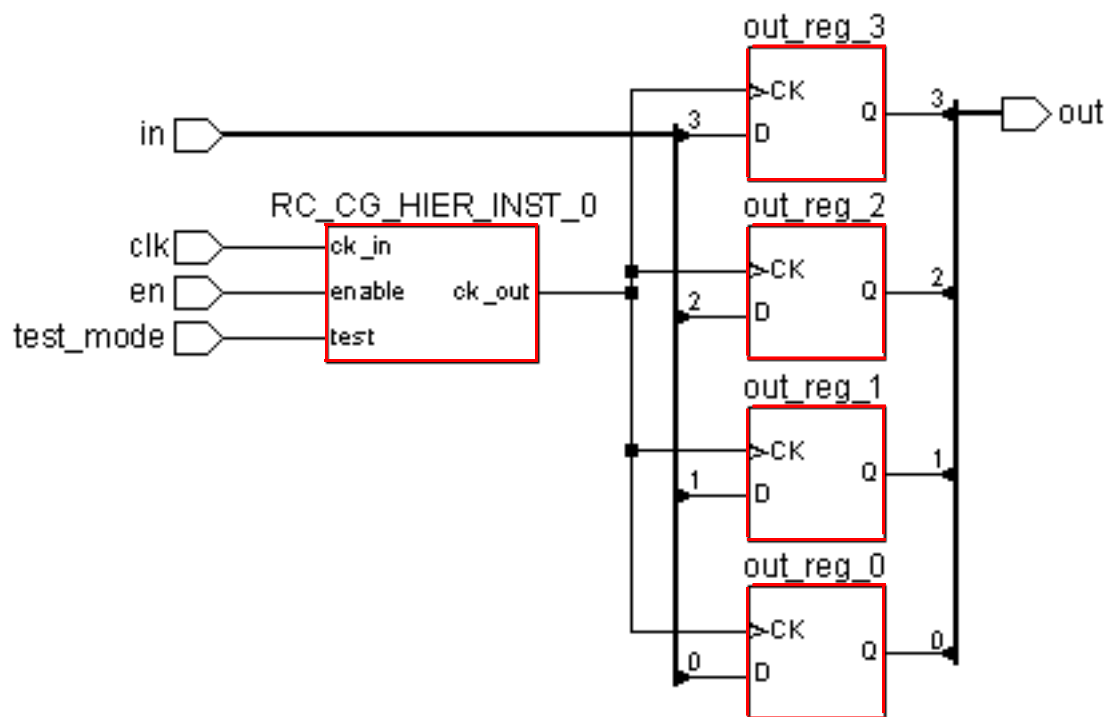 out_reg_3
CK
Q
3
out
in
3
D
RC_CG_HIER_INST_0
out_reg_2
clk
ck_in
CK
en
enable
ck_out
Q
2
2
D
test_mode
test
out_reg_1
CK
Q
1
1
D
out_reg_0
CK
Q
0
0
D